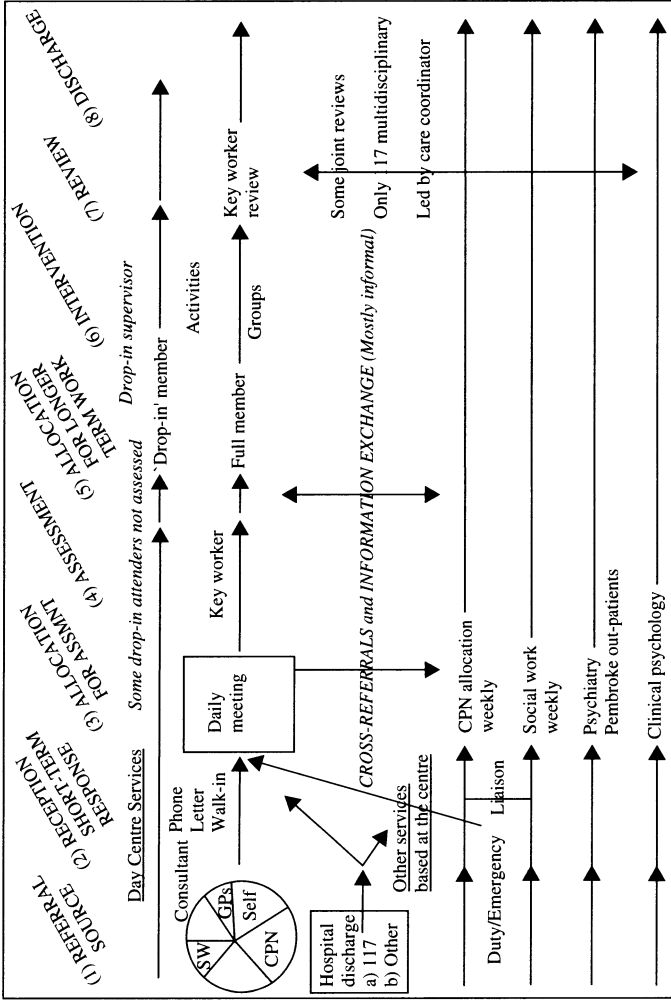 (1) REFERRAL
SOURCE
(2) RECEPTION
SHORT-TERM
RESPONSE
(3) ALLOCATION
FOR ASSMNT
(4) ASSESSMENT
(5) ALLOCATION
FOR LONGER
TERM WORK
(6) INTERVENTION
(7) REVIEW
(8) DISCHARGE
Day Centre Services
Some drop-in attenders not assessed
Drop-in supervisor
`Drop-in' member
Consultant
SW
GPs
Self
CPN
Phone
Letter
Walk-in
Daily
meeting
Key worker
Full member
Activities
Groups
Key worker
review
Hospital
discharge
a) 117
b) Other
Other services
based at the centre
CROSS-REFERRALS and INFORMATION EXCHANGE (Mostly informal)
Some joint reviews
Only 117 multidisciplinary
Led by care coordinator
Duty/Emergency
Liaison
CPN allocation
weekly
Social work
weekly
Psychiatry
Pembroke out-patients
Clinical psychology